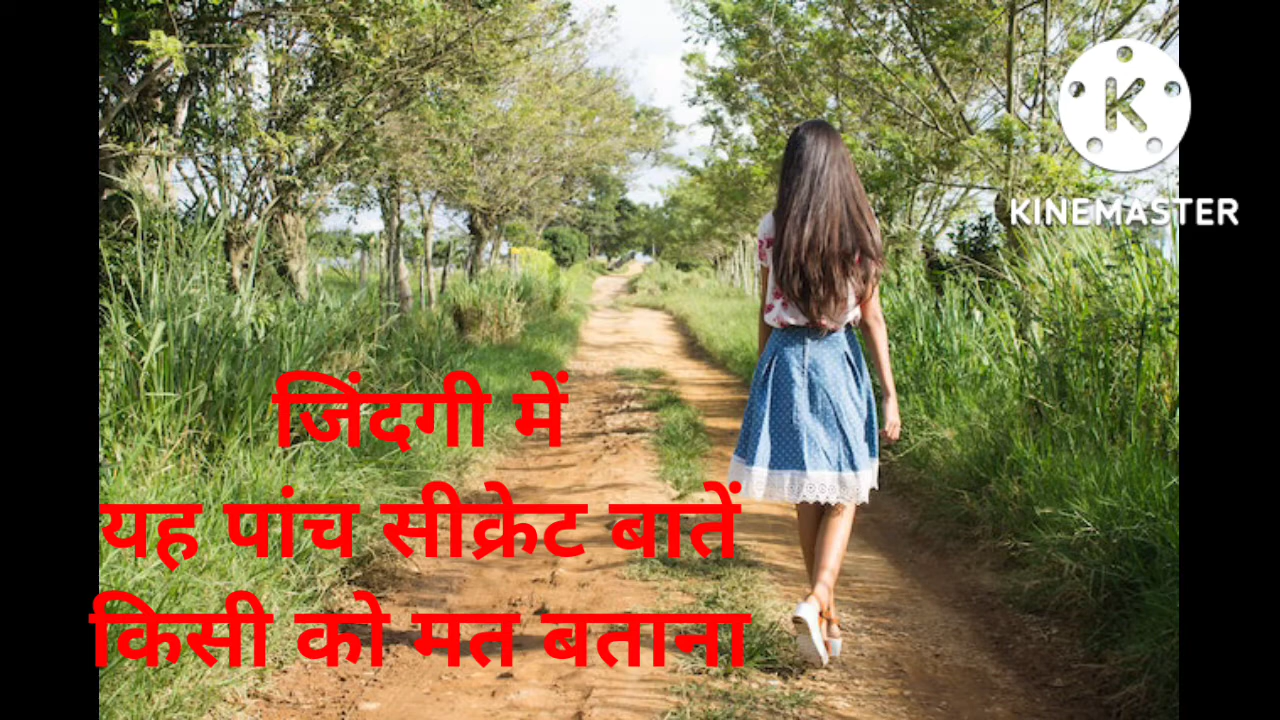 K
KINEMASTER
जिंदगी में
यह पांच सीक्रेट बातें
किसी को मत बताना